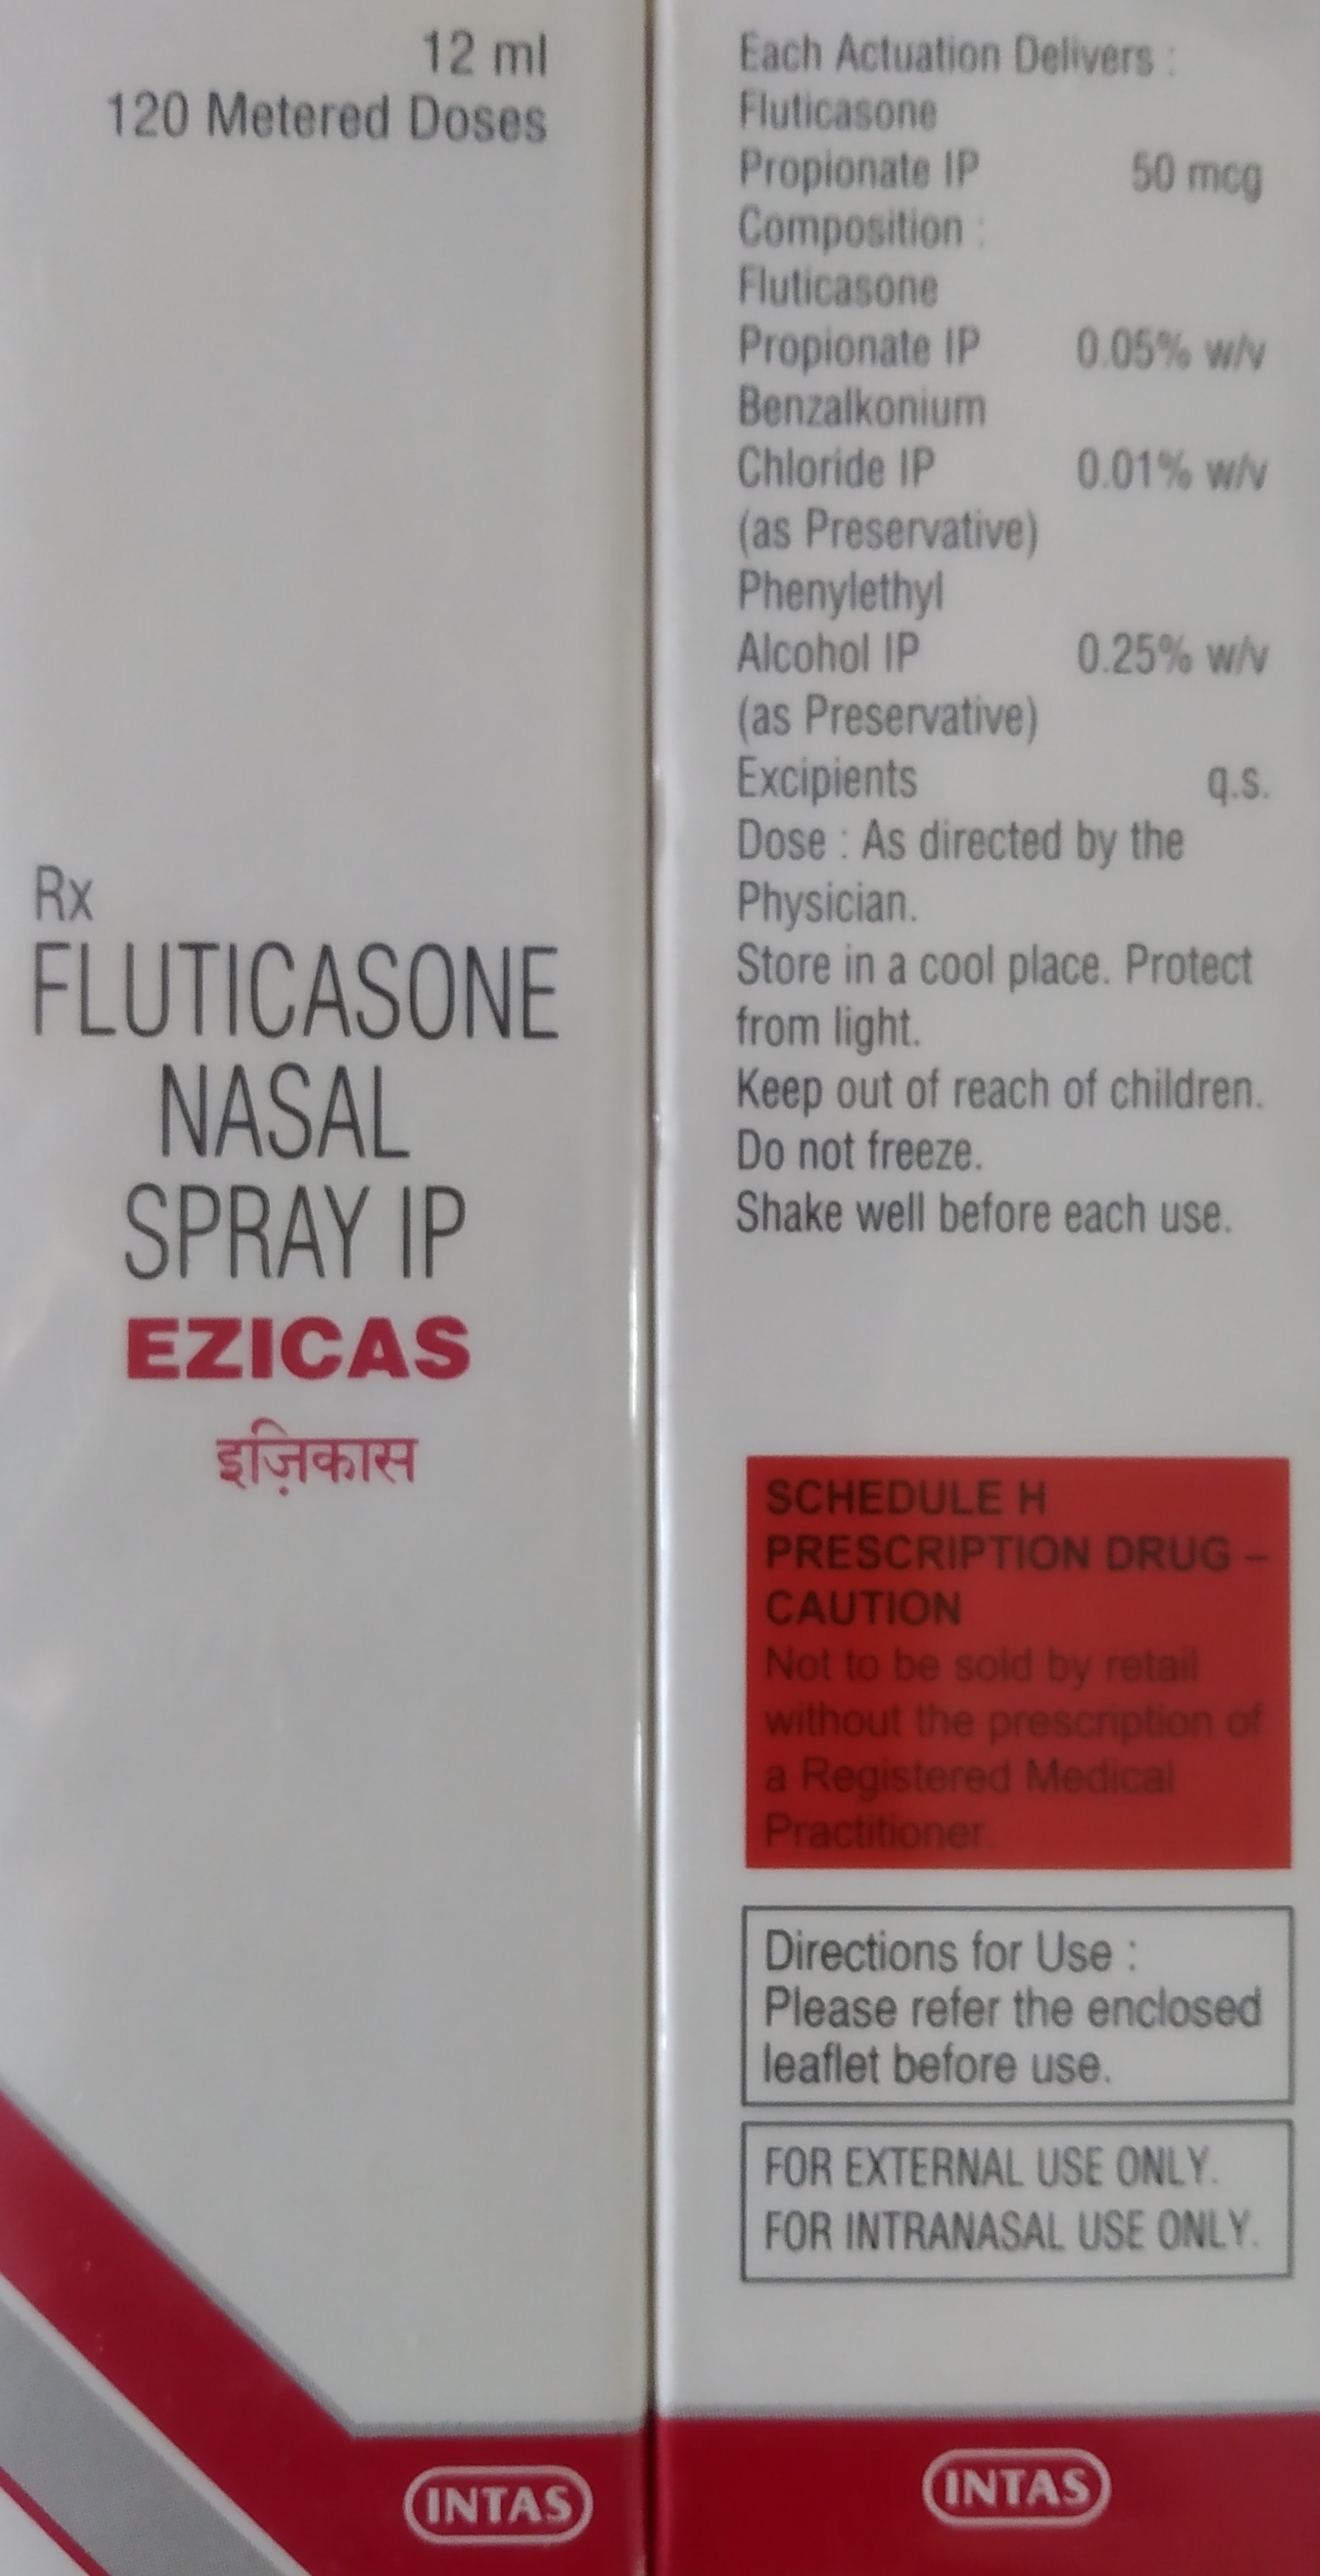 12 ml
120 Metered Doses
Rx
FLUTICASONE
NASAL
SPRAY IP
EZICAS
इज़िकास
INTAS
Each Actuation Delivers :
Fluticasone
Propionate IP 50 mcg
Composition :
Fluticasone
Propionate IP 0.05% w/v
Benzalkonium
Chloride IP 0.01% w/v
(as Preservative)
Phenylethyl
Alcohol IP 0.25% w/v
(as Preservative)
Excipients q.s.
Dose : As directed by the
Physician.
Store in a cool place. Protect
from light.
Keep out of reach of children.
Do not freeze.
Shake well before each use.
SCHEDULE H
PRESCRIPTION DRUG –
CAUTION
Not to be sold by retail
without the prescription of
a Registered Medical
Practitioner.
Directions for Use :
Please refer the enclosed
leaflet before use.
FOR EXTERNAL USE ONLY.
FOR INTRANASAL USE ONLY.
INTAS